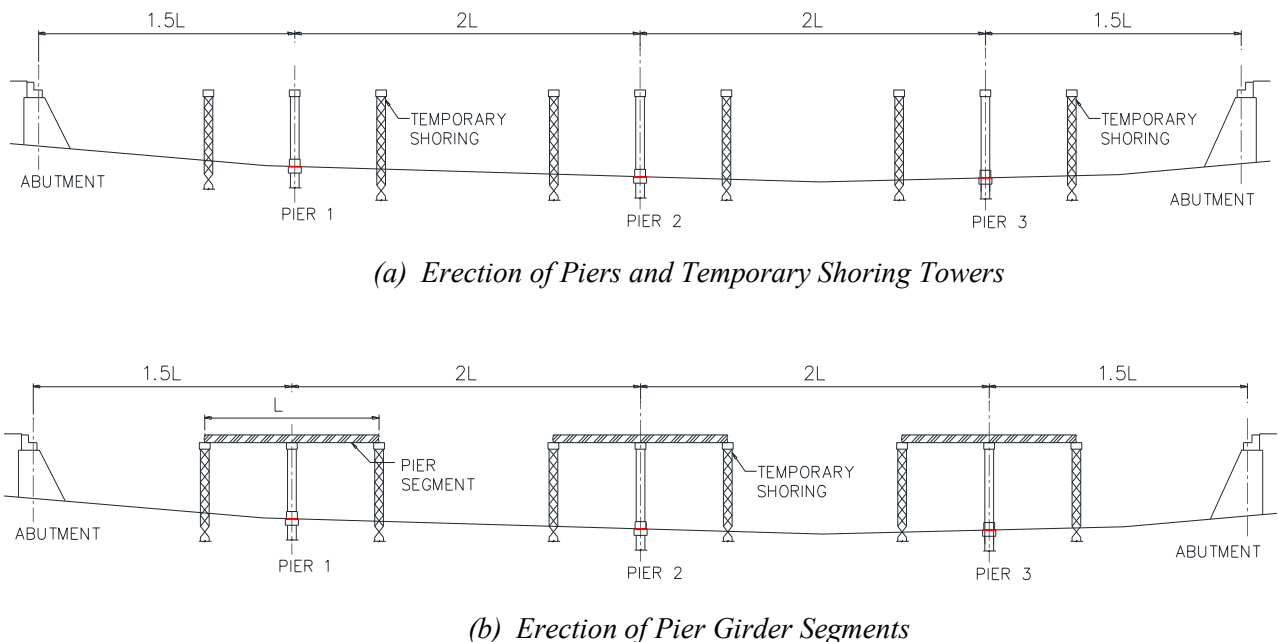 1.5L 2L 2L 1.5L
TEMPORARY TEMPORARY
SHORING SHORING
ABUTMENT ABUTMENT
PIER 1 PIER 2 PIER 3
(a) Erection of Piers and Temporary Shoring Towers
1.5L 2L 2L 1.5L
L
PIER TEMPORARY
SEGMENT SHORING
ABUTMENT ABUTMENT
PIER 1 PIER 2 PIER 3
(b) Erection of Pier Girder Segments